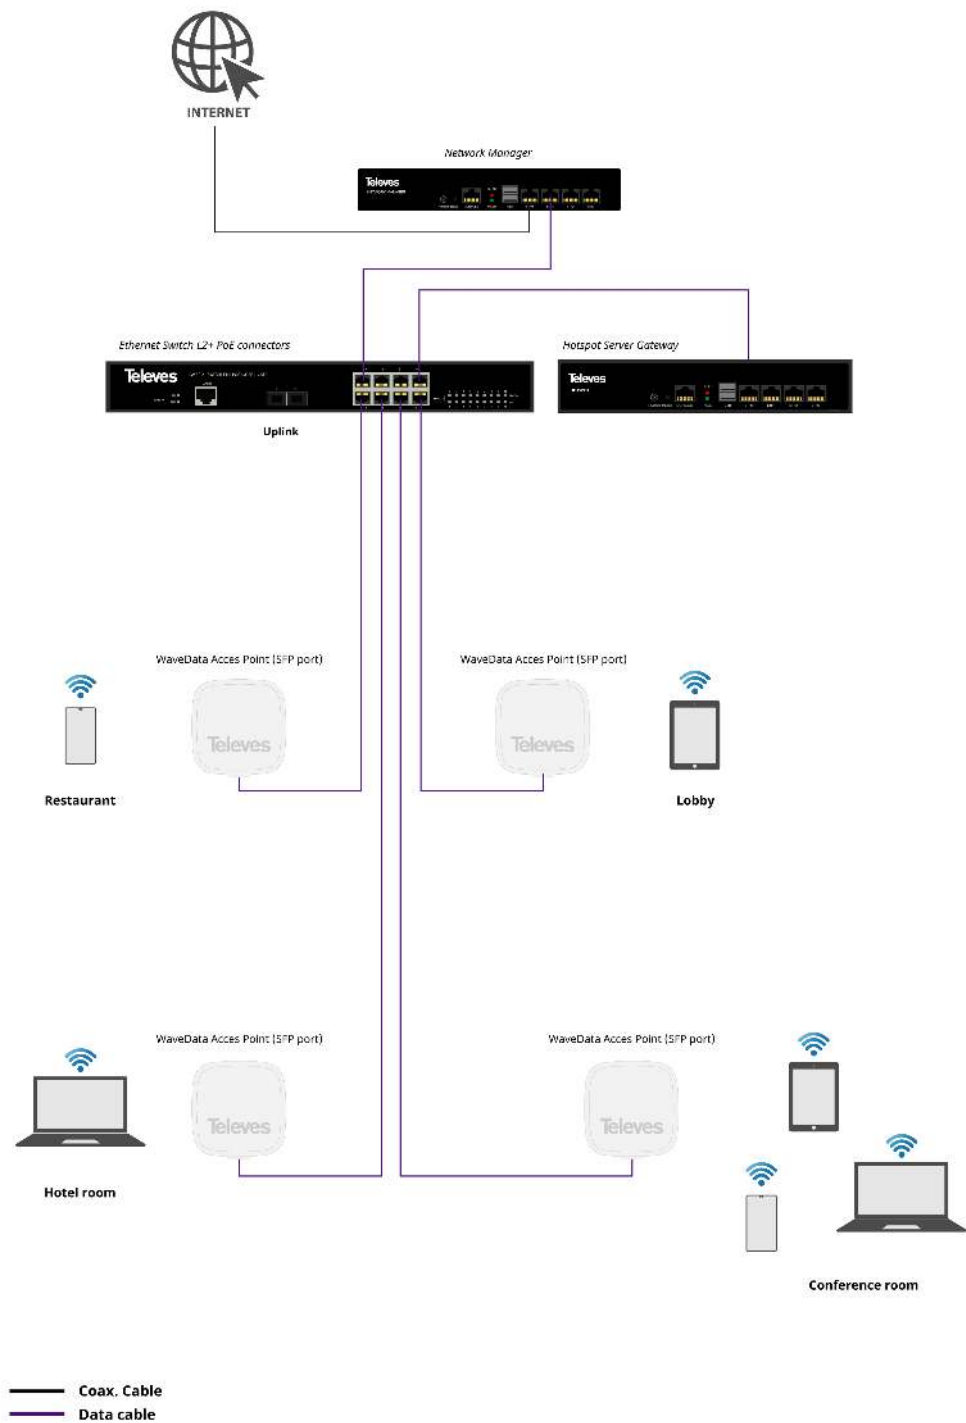 INTERNET
Network Manager
Televes
Ethernet Switch L2+ PoE connectors
Hotspot Server Gateway
Televes
Televes
Uplink
WaveData Acces Point (SFP port)
WaveData Acces Point (SFP port)
Televes
Televes
Restaurant
Lobby
WaveData Acces Point (SFP port)
WaveData Acces Point (SFP port)
Televes
Televes
Hotel room
Conference room
Coax. Cable
Data cable